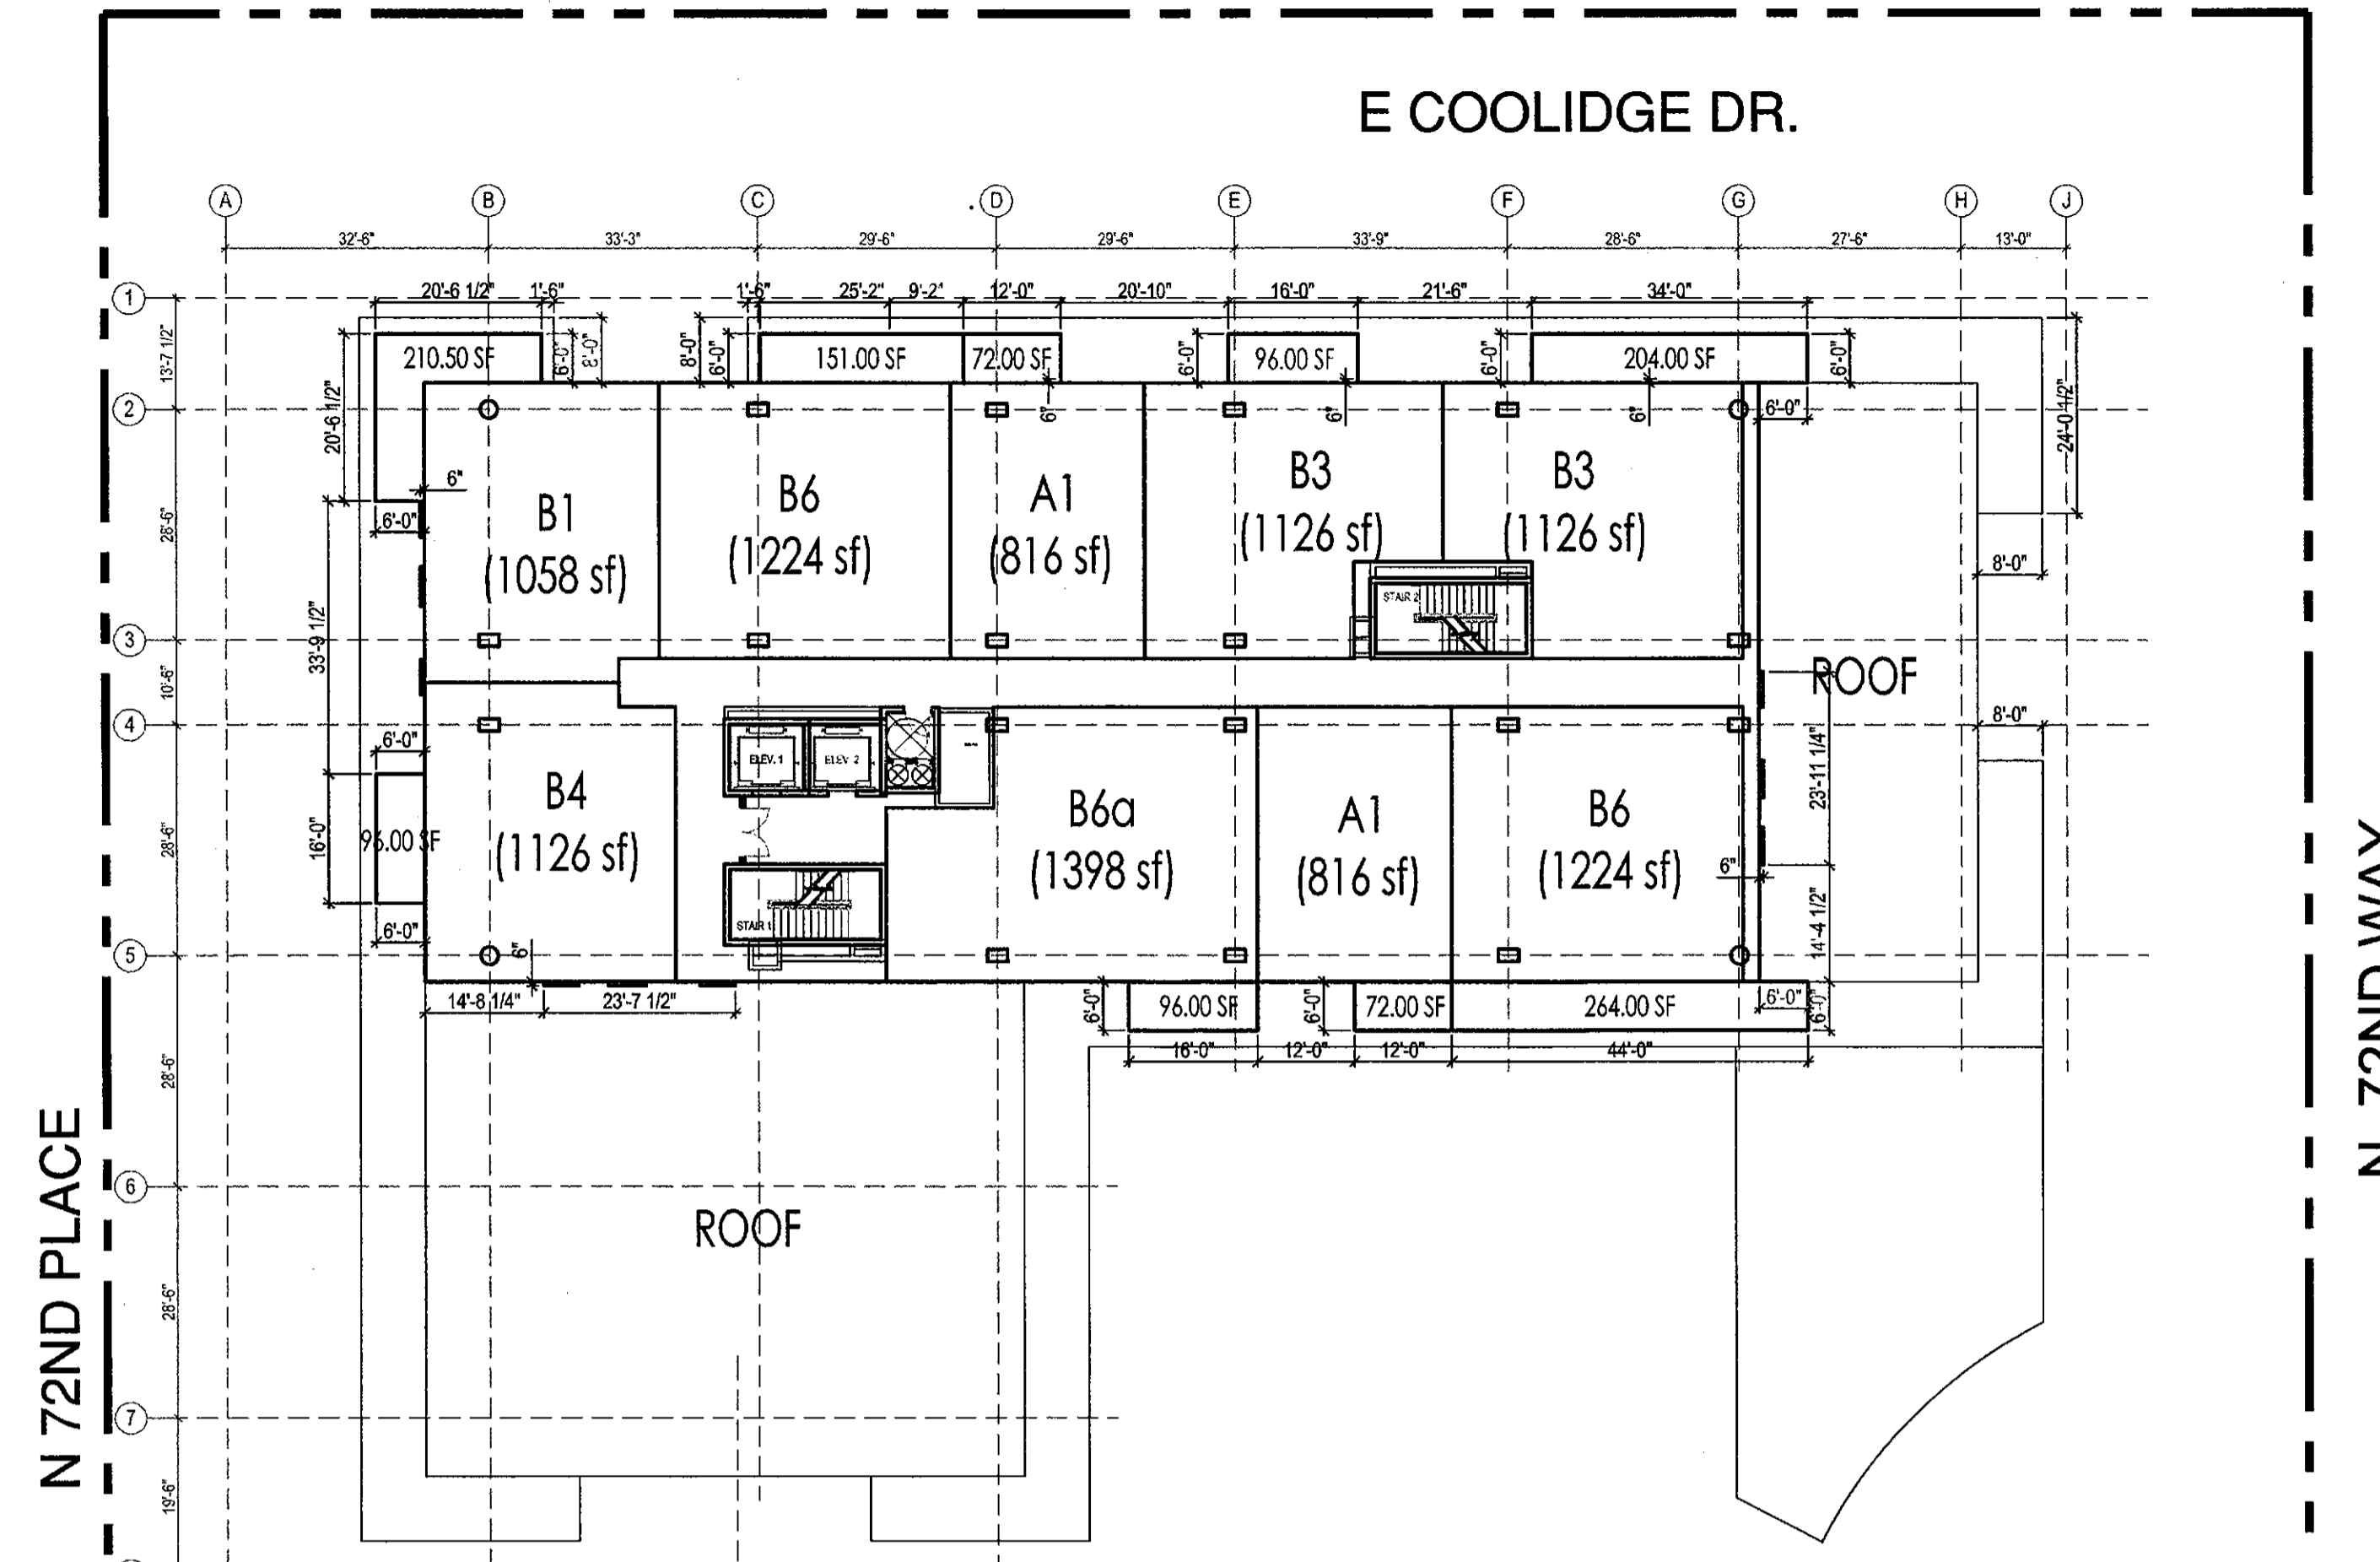 E COOLIDGE DR.
A B C D E F G H J
32'-6" 33'-3" 29'-6" 29'-6" 33'-9" 28'-6" 27'-6" 13'-0"
1
20'-6 1/2" 1'-6" 1'-6" 25'-2" 9'-2" 12'-0" 20'-10" 16'-0" 21'-6" 34'-0"
13'-7 1/2"
8'-0" 8'-0"
6'-0" 6'-0" 6'-0" 6'-0" 6'-0"
210.50 SF 151.00 SF 72.00 SF 96.00 SF 204.00 SF
2
20'-6 1/2" 6" 6" 6" 6'-0" 24'-0 1/2"
6"
6'-0"
28'-6"
B1
(1058 sf)
B6
(1224 sf)
A1
(816 sf)
B3
(1126 sf)
B3
(1126 sf)
8'-0"
STAIR 2
3
33'-9 1/2"
10'-6"
ROOF
4
8'-0"
6'-0"
ELEV. 1 ELEV. 2
23'-11 1/4"
16'-0"
28'-6"
96.00 SF
B4
(1126 sf)
B6a
(1398 sf)
A1
(816 sf)
B6
(1224 sf)
6"
STAIR 1
6'-0"
6"
14'-4 1/2"
5
14'-8 1/4" 23'-7 1/2"
6'-0" 96.00 SF 6'-0" 72.00 SF 264.00 SF 6'-0" 6'-0"
16'-0" 12'-0" 12'-0" 44'-0"
28'-6"
6
ROOF
28'-6"
7
19'-6"
N 72ND PLACE
N 72ND WAY